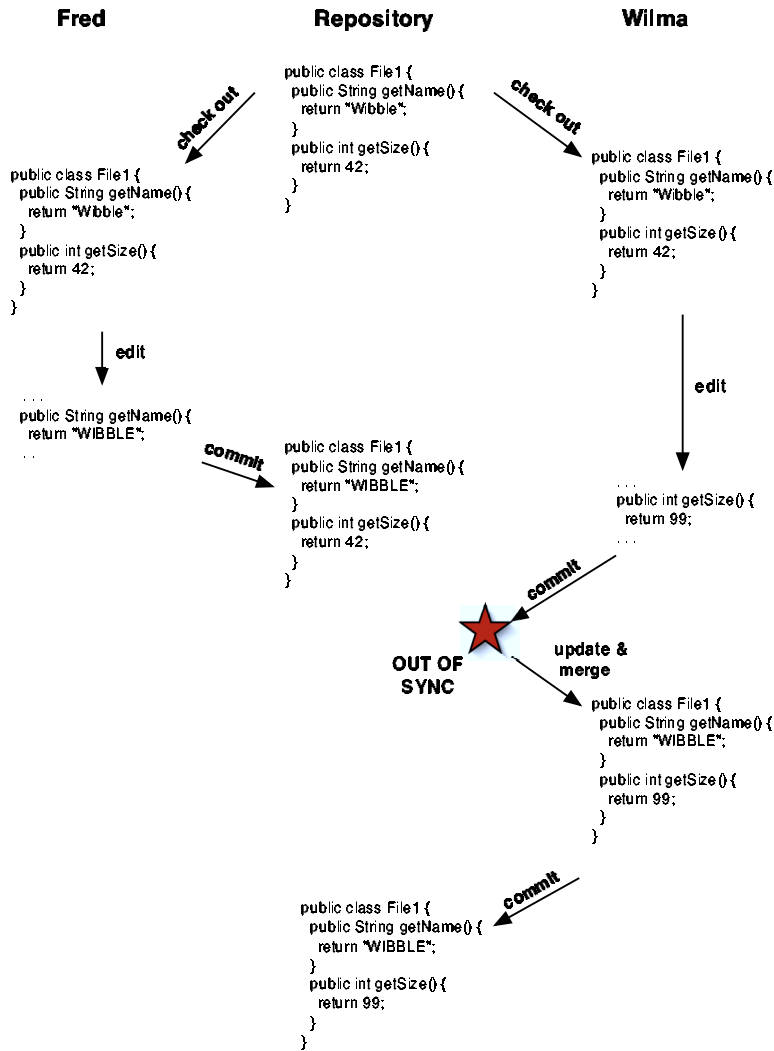 Fred
Repository
Wilma
public class File1 {
public String getName() {
return "Wibble";
}
public int getSize() {
return 42;
}
}
check out
check out
public class File1 {
public String getName() {
return "Wibble";
}
public int getSize() {
return 42;
}
}
public class File1 {
public String getName() {
return "Wibble";
}
public int getSize() {
return 42;
}
}
edit
edit
. . .
public String getName() {
return "WIBBLE";
. .
commit
public class File1 {
public String getName() {
return "WIBBLE";
}
public int getSize() {
return 42;
}
}
. . .
public int getSize() {
return 99;
. . .
commit
OUT OF
SYNC
update &
merge
public class File1 {
public String getName() {
return "WIBBLE";
}
public int getSize() {
return 99;
}
}
commit
public class File1 {
public String getName() {
return "WIBBLE";
}
public int getSize() {
return 99;
}
}